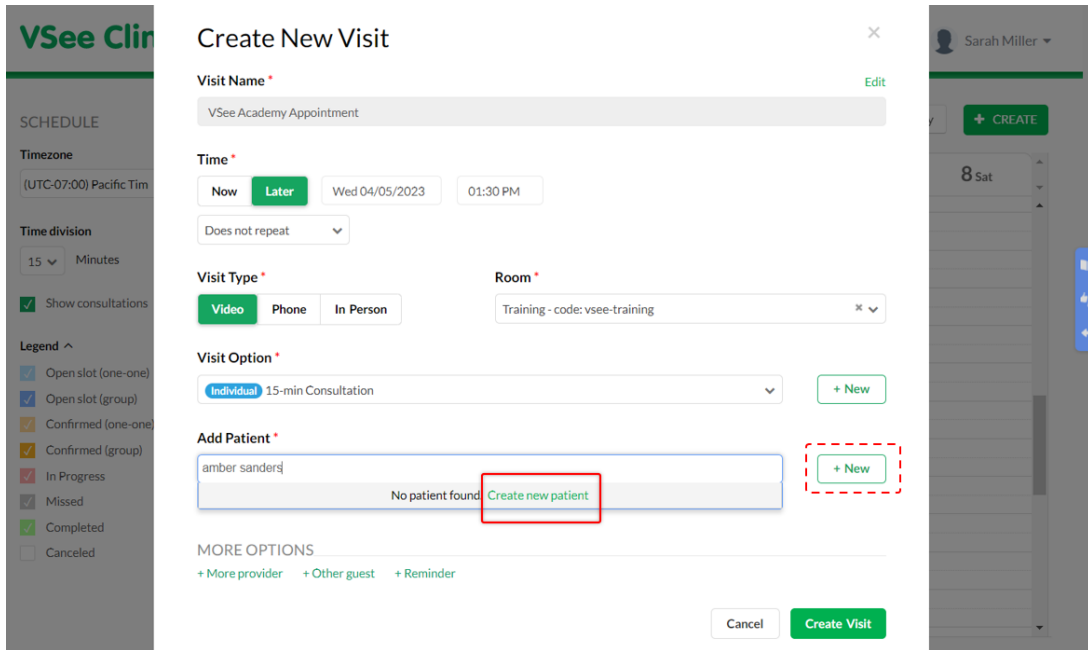 VSee Clin
Sarah Miller
SCHEDULE
+ CREATE
Timezone
(UTC-07:00) Pacific Tim
8 Sat
Time division
15
Minutes
Show consultations
Legend
Open slot (one-one)
Open slot (group)
Confirmed (one-one)
Confirmed (group)
In Progress
Missed
Completed
Canceled
Create New Visit
×
Visit Name *
Edit
VSee Academy Appointment
Time *
Now
Later
Wed 04/05/2023
01:30 PM
Does not repeat
Visit Type *
Room *
Video
Phone
In Person
Training - code: vsee-training
×
Visit Option *
Individual 15-min Consultation
+ New
Add Patient *
amber sanders
+ New
No patient found Create new patient
MORE OPTIONS
+ More provider
+ Other guest
+ Reminder
Cancel
Create Visit